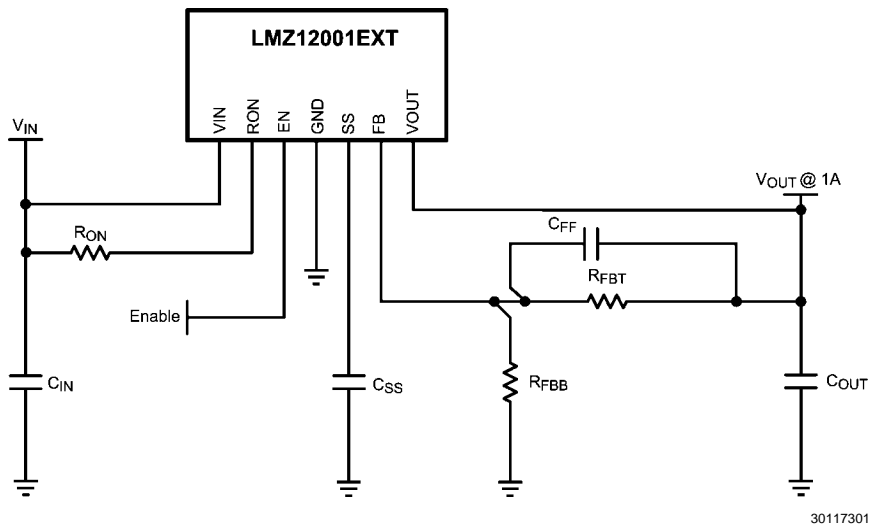 LMZ12001EXT
VIN
RON
EN
GND
SS
FB
VOUT
VIN
VOUT @ 1A
RON
CFF
RFBT
Enable
CIN
CSS
RFBB
COUT
30117301